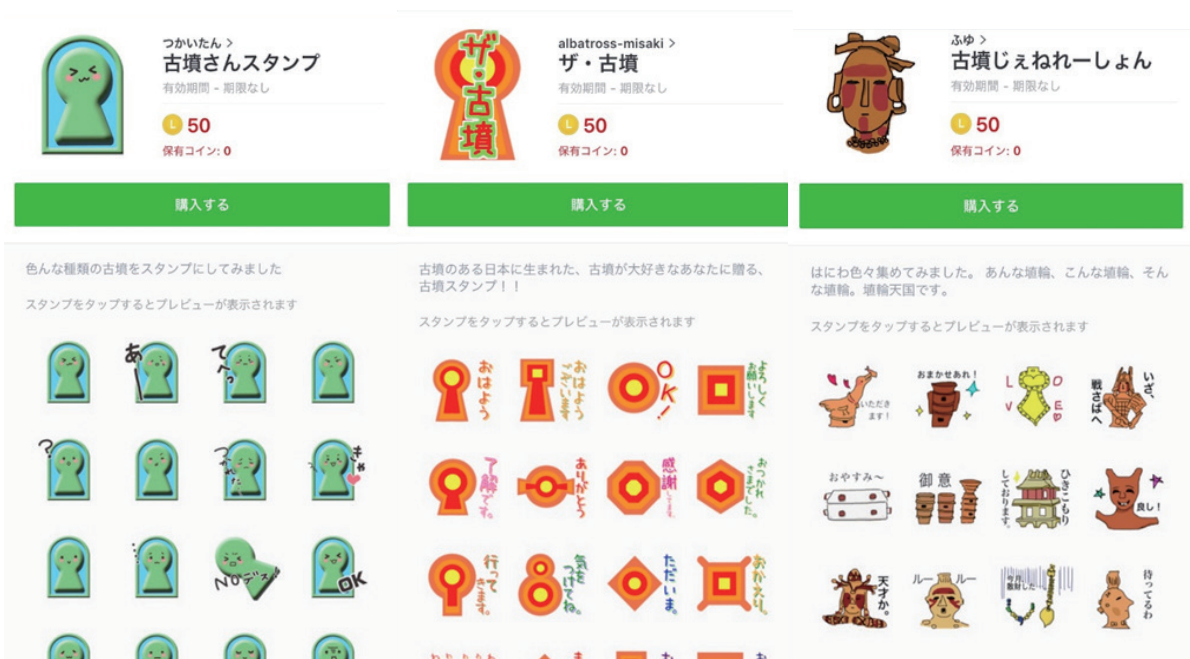 つかいたん >
古墳さんスタンプ
有効期間 - 期限なし
L 50
保有コイン: 0
購入する
色んな種類の古墳をスタンプにしてみました
スタンプをタップするとプレビューが表示されます
あ
てへっ
?
きゃ
NOデス!
OK
ザ・古墳
albatross-misaki >
ザ・古墳
有効期間 - 期限なし
L 50
保有コイン: 0
購入する
古墳のある日本に生まれた、古墳が大好きなあなたに贈る、
古墳スタンプ!!
スタンプをタップするとプレビューが表示されます
おはよう
おはよう
ございます
OK!
よろしく
お願いします
了解です。
ありがとう
感謝してます。
おつかれ
さまでした。
行って
きます。
気を
つけてね。
ただいま。
おかえり。
ふゆ >
古墳じぇねれーしょん
有効期間 - 期限なし
L 50
保有コイン: 0
購入する
はにわ色々集めてみました。 あんな埴輪、こんな埴輪、そん
な埴輪。埴輪天国です。
スタンプをタップするとプレビューが表示されます
いただき
ます!
おまかせあれ!
LOVE
いざ、
戦さばへ
おやすみ〜
御意
ひきこもり
しております。
良し!
天才か。
ルールー
今月、
散財した…
待ってるわ